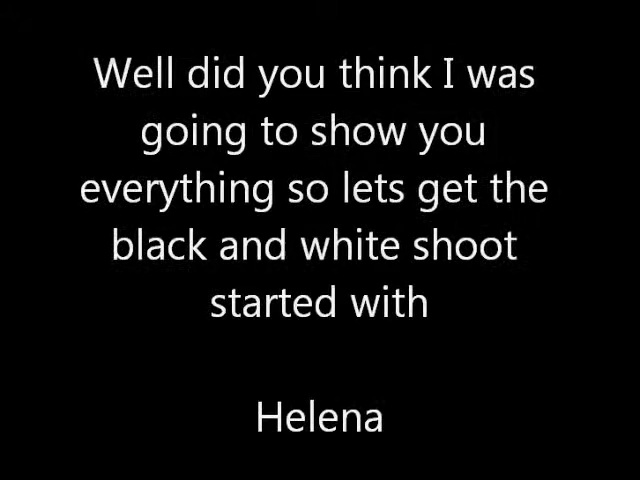 Well did you think I was
going to show you
everything so lets get the
black and white shoot
started with
Helena